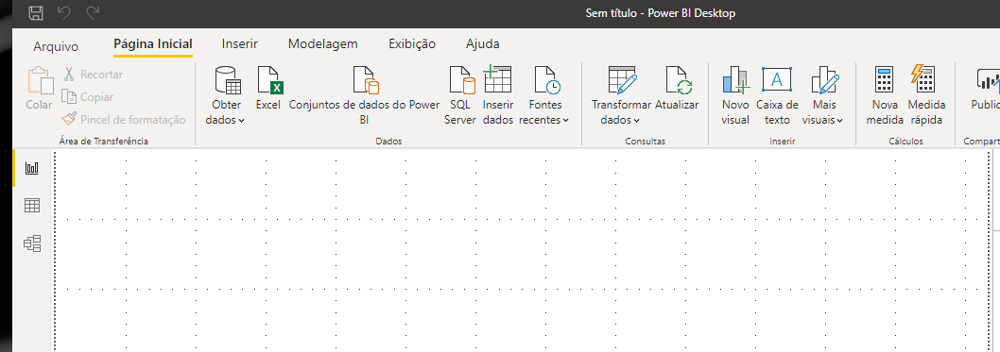 Sem título - Power BI Desktop
Arquivo Página Inicial Inserir Modelagem Exibição Ajuda
Colar
Recortar
Copiar
Pincel de formatação
Área de Transferência
Obter dados
Excel
Conjuntos de dados do Power BI
SQL Server
Inserir dados
Fontes recentes
Dados
Transformar dados
Atualizar
Consultas
Novo visual
A
Caixa de texto
Mais visuais
Inserir
Nova medida
Medida rápida
Cálculos
Public
Compart